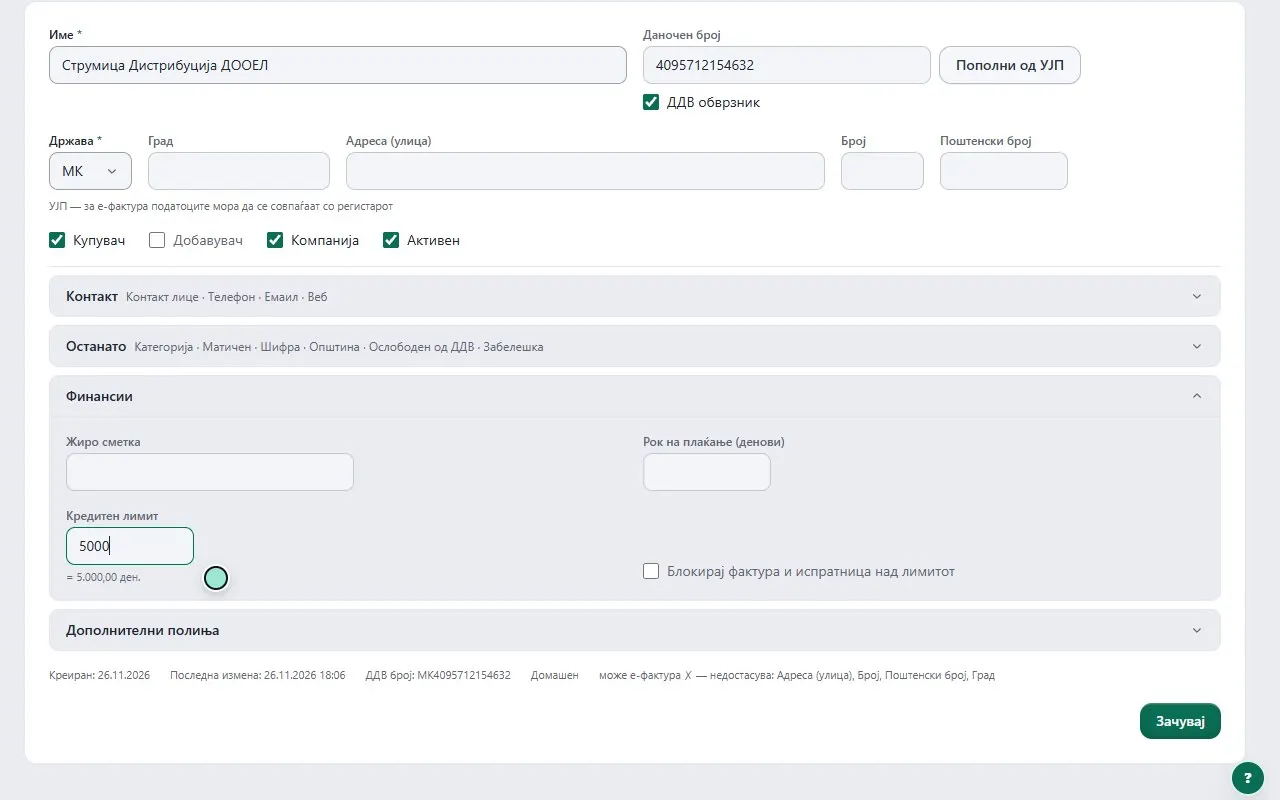 Име *
Даночен број
Струмица Дистрибуција ДООЕЛ
4095712154632
Пополни од УЈП
ДДВ обврзник
Држава *
Град
Адреса (улица)
Број
Поштенски број
МК
УЈП — за е-фактура податоците мора да се совпаѓаат со регистарот
Купувач
Добавувач
Компанија
Активен
Контакт Контакт лице · Телефон · Емаил · Веб
Останато Категорија · Матичен · Шифра · Општина · Ослободен од ДДВ · Забелешка
Финансии
Жиро сметка
Рок на плаќање (денови)
Кредитен лимит
5000
= 5.000,00 ден.
Блокирај фактура и испратница над лимитот
Дополнителни полиња
Креиран: 26.11.2026 Последна измена: 26.11.2026 18:06 ДДВ број: МК4095712154632 Домашен може е-фактура ✗ — недостасува: Адреса (улица), Број, Поштенски број, Град
Зачувај
?